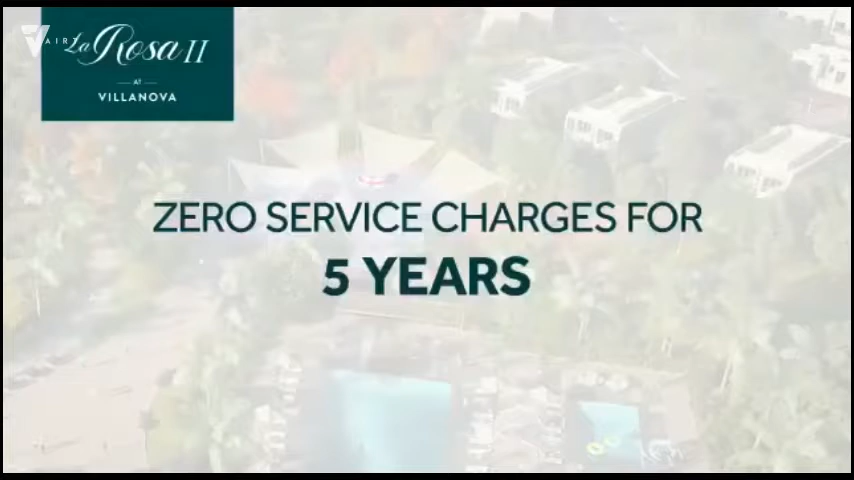 La Rosa II
AT
VILLANOVA
ZERO SERVICE CHARGES FOR
5 YEARS